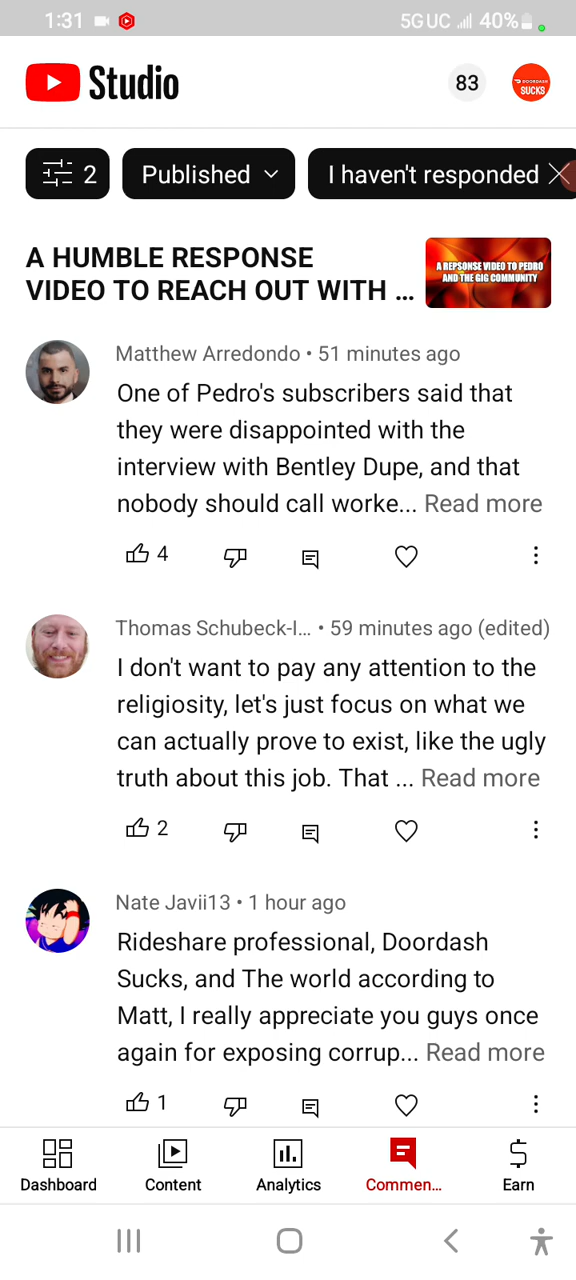 1:31
5G UC 40%
Studio
83
DOORDASH
SUCKS
2
Published
I haven't responded
A HUMBLE RESPONSE
VIDEO TO REACH OUT WITH ...
A REPSONSE VIDEO TO PEDRO
AND THE GIG COMMUNITY
Matthew Arredondo • 51 minutes ago
One of Pedro's subscribers said that
they were disappointed with the
interview with Bentley Dupe, and that
nobody should call worke... Read more
4
Thomas Schubeck-I... • 59 minutes ago (edited)
I don't want to pay any attention to the
religiosity, let's just focus on what we
can actually prove to exist, like the ugly
truth about this job. That ... Read more
2
Nate Javii13 • 1 hour ago
Rideshare professional, Doordash
Sucks, and The world according to
Matt, I really appreciate you guys once
again for exposing corrup... Read more
1
Dashboard
Content
Analytics
Commen...
Earn